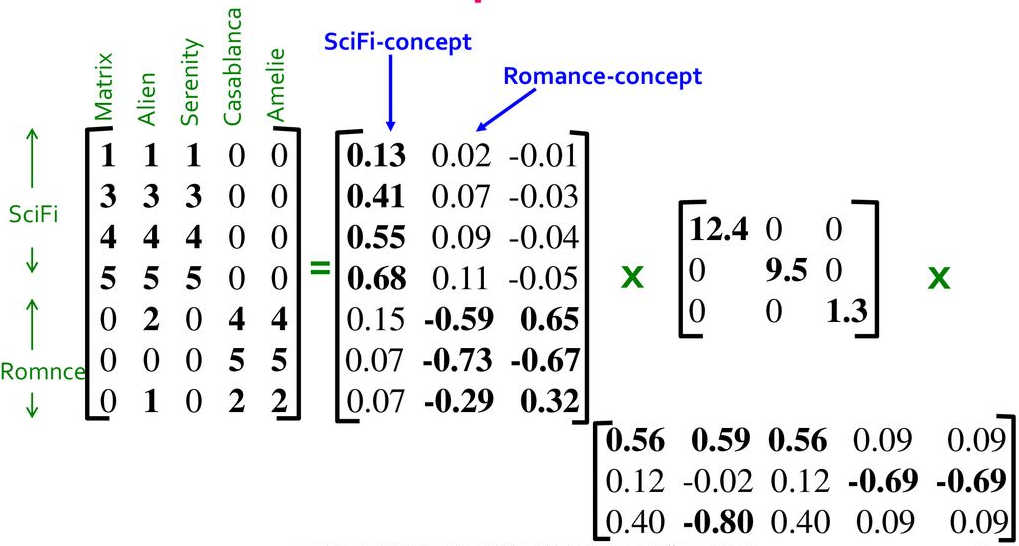 SciFi-concept
Romance-concept
Matrix
Alien
Serenity
Casablanca
Amelie
SciFi
Romnce
1 1 1 0 0
3 3 3 0 0
4 4 4 0 0
5 5 5 0 0
0 2 0 4 4
0 0 0 5 5
0 1 0 2 2
=
0.13 0.02 -0.01
0.41 0.07 -0.03
0.55 0.09 -0.04
0.68 0.11 -0.05
0.15 -0.59 0.65
0.07 -0.73 -0.67
0.07 -0.29 0.32
x
12.4 0 0
0 9.5 0
0 0 1.3
x
0.56 0.59 0.56 0.09 0.09
0.12 -0.02 0.12 -0.69 -0.69
0.40 -0.80 0.40 0.09 0.09